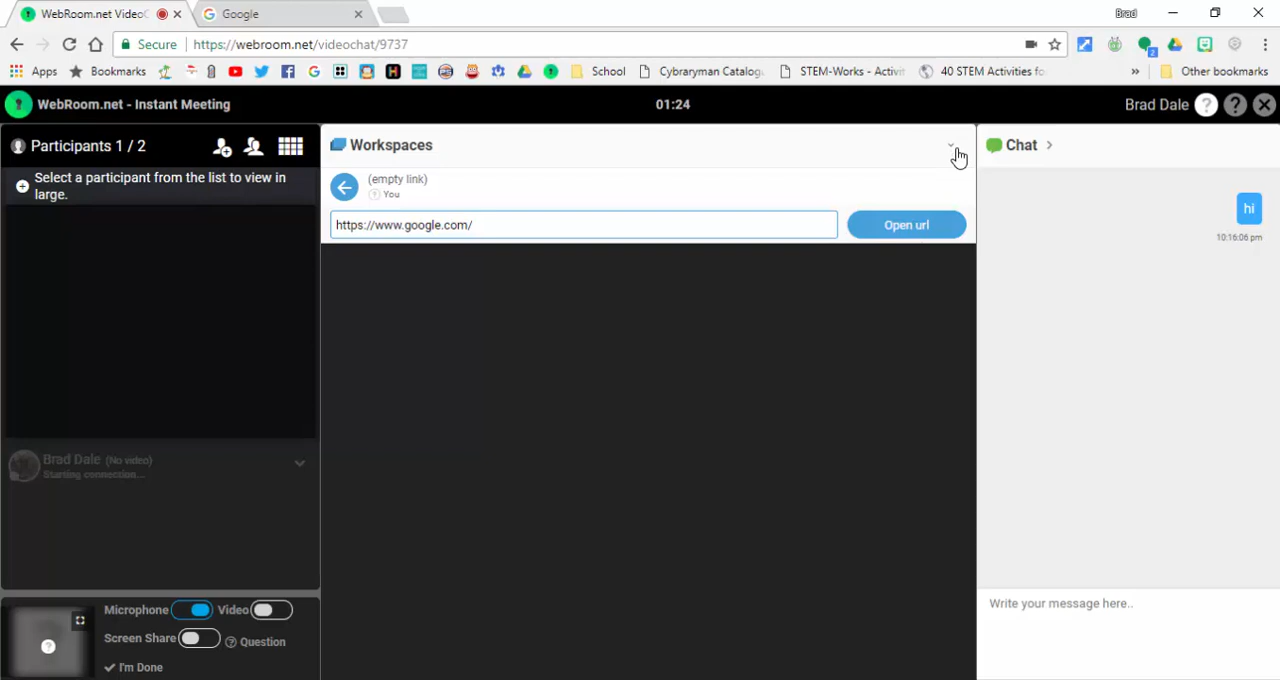 WebRoom.net VideoC
Google
Brad
Secure https://webroom.net/videochat/9737
2
Apps Bookmarks School Cybraryman Catalog STEM-Works - Activit 40 STEM Activities fo » Other bookmarks
WebRoom.net - Instant Meeting 01:24 Brad Dale ? ?
Participants 1 / 2
Select a participant from the list to view in
large.
Brad Dale (No video)
Starting connection...
Microphone Video
Screen Share ? Question
I'm Done
?
Workspaces
(empty link)
You
https://www.google.com/ Open url
Chat >
hi
10:16:06 pm
Write your message here..